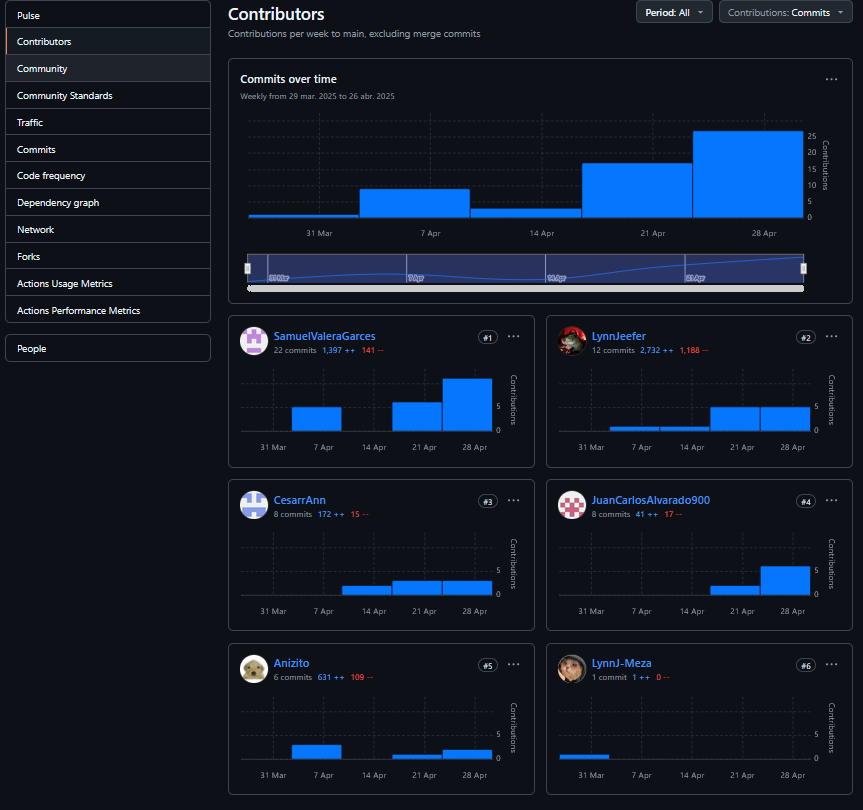 Pulse
Contributors
Community
Community Standards
Traffic
Commits
Code frequency
Dependency graph
Network
Forks
Actions Usage Metrics
Actions Performance Metrics
People
Contributors
Period: All
Contributions: Commits
Contributions per week to main, excluding merge commits
Commits over time
Weekly from 29 mar. 2025 to 26 abr. 2025
25
20
15
10
5
0
Contributions
31 Mar 7 Apr 14 Apr 21 Apr 28 Apr
31 Mar 7 Apr 14 Apr 21 Apr
SamuelValeraGarces #1
22 commits 1,397 ++ 141 --
Contributions
5
0
31 Mar 7 Apr 14 Apr 21 Apr 28 Apr
LynnJeefer #2
12 commits 2,732 ++ 1,188 --
Contributions
5
0
31 Mar 7 Apr 14 Apr 21 Apr 28 Apr
CesarrAnn #3
8 commits 172 ++ 15 --
Contributions
5
0
31 Mar 7 Apr 14 Apr 21 Apr 28 Apr
JuanCarlosAlvarado900 #4
8 commits 41 ++ 17 --
Contributions
5
0
31 Mar 7 Apr 14 Apr 21 Apr 28 Apr
Anizito #5
6 commits 631 ++ 109 --
Contributions
5
0
31 Mar 7 Apr 14 Apr 21 Apr 28 Apr
LynnJ-Meza #6
1 commit 1 ++ 0 --
Contributions
5
0
31 Mar 7 Apr 14 Apr 21 Apr 28 Apr